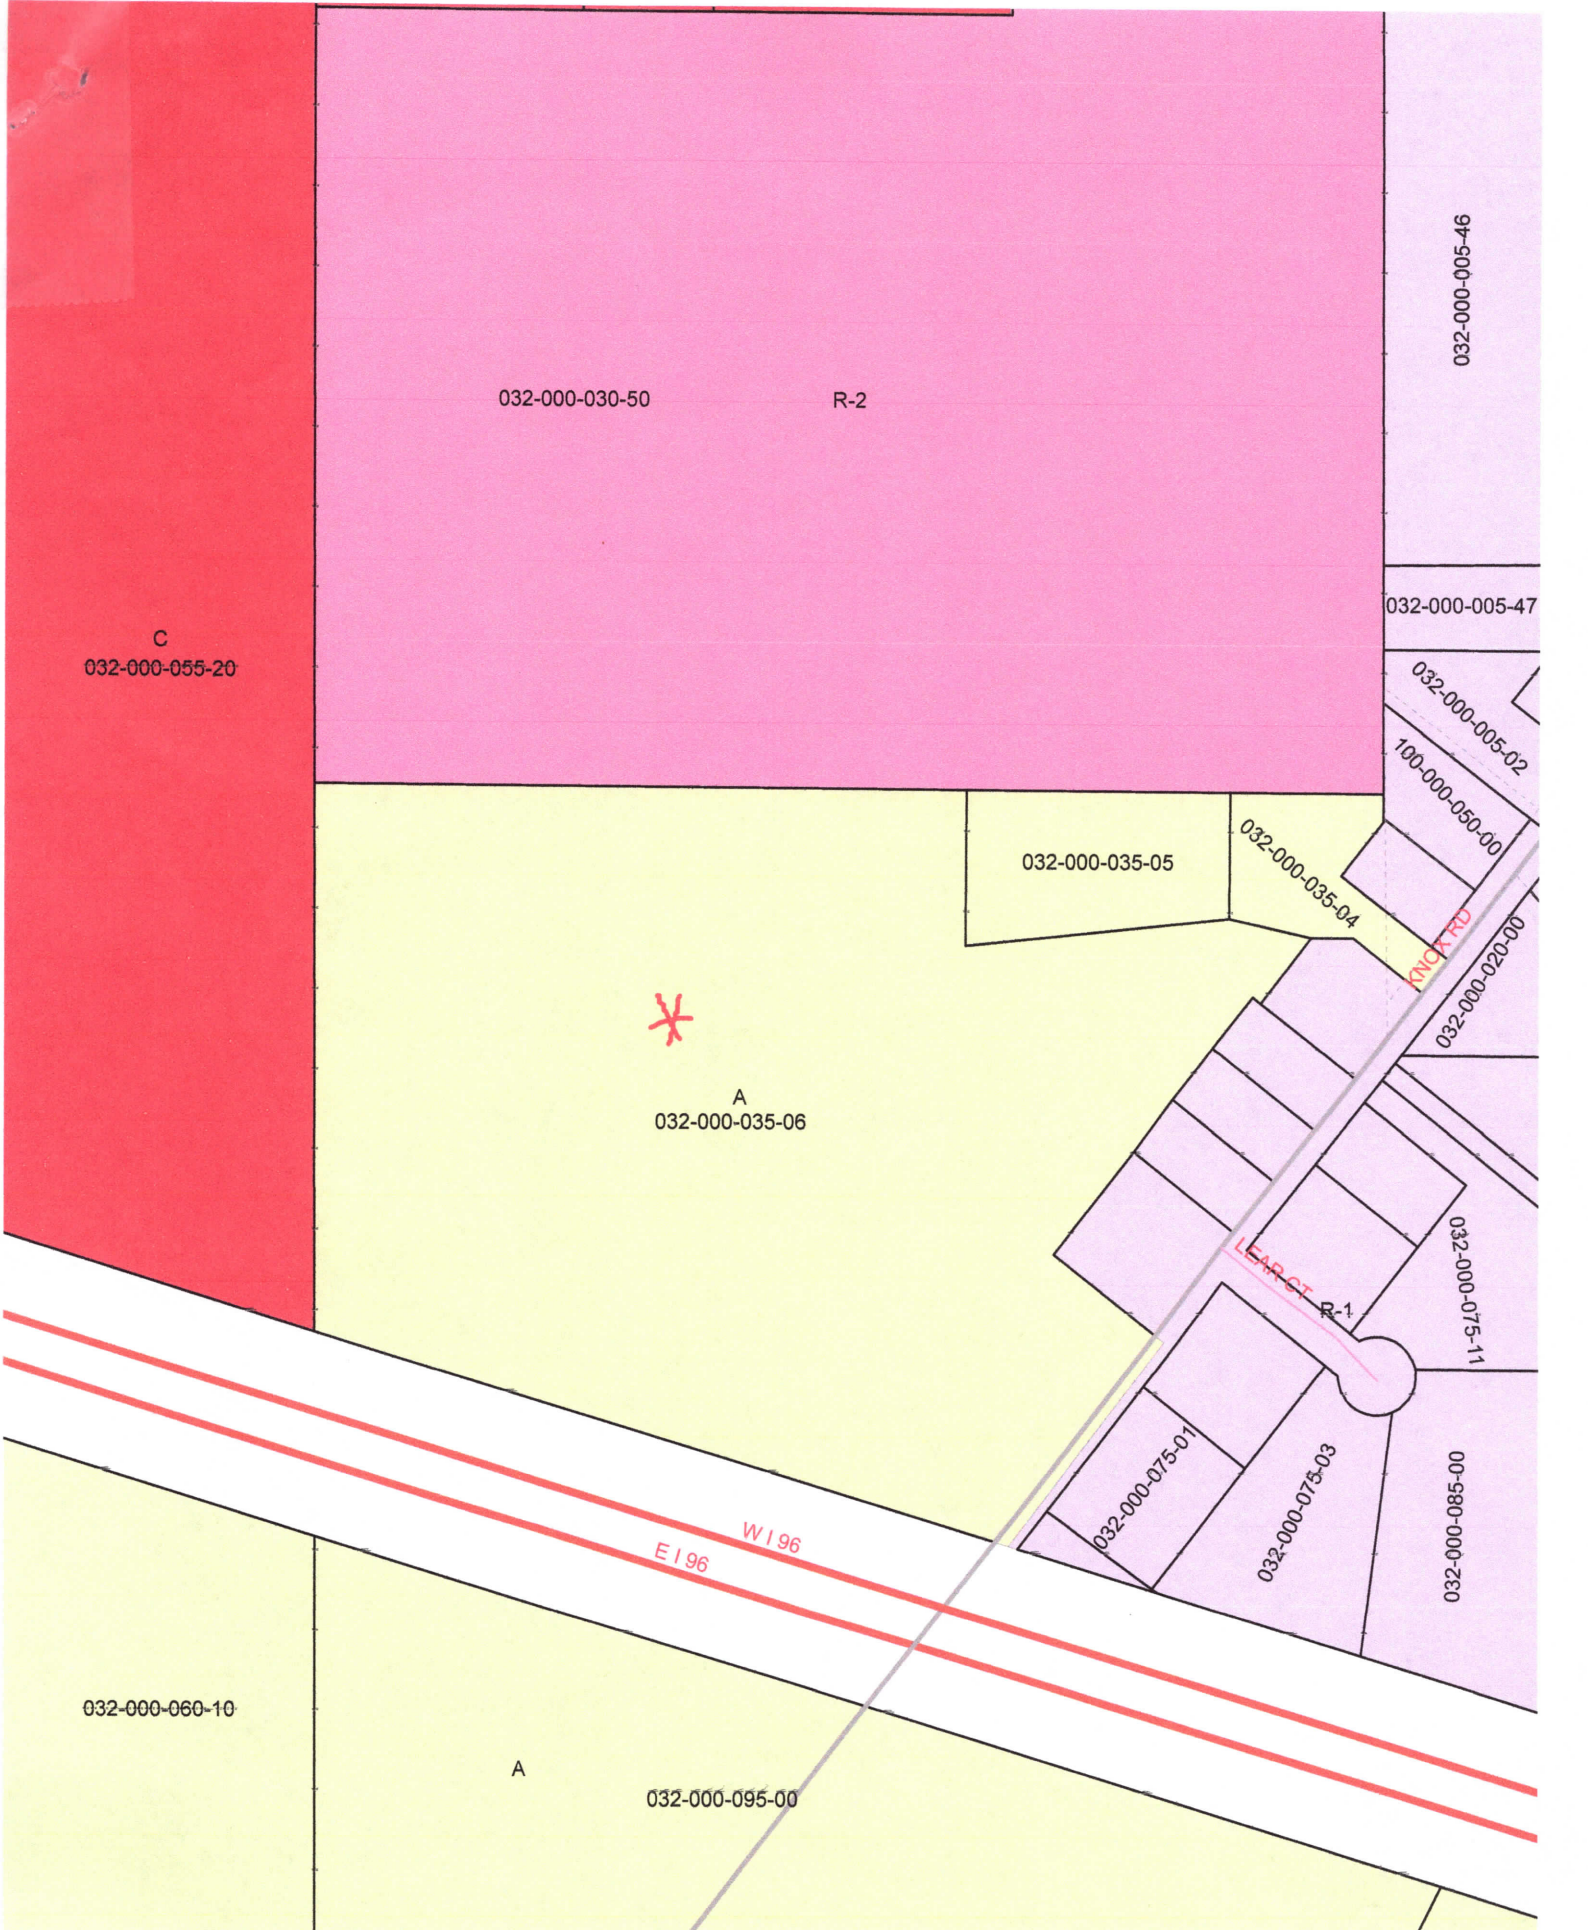 032-000-005-46
032-000-030-50
R-2
032-000-005-47
C
032-000-055-20
032-000-005-02
100-000-050-00
032-000-035-05
032-000-035-04
KNOX RD
032-000-020-00
A
032-000-035-06
LEAR CT
R-1
032-000-075-11
032-000-075-01
032-000-075-03
032-000-085-00
W I 96
E I 96
032-000-060-10
A
032-000-095-00